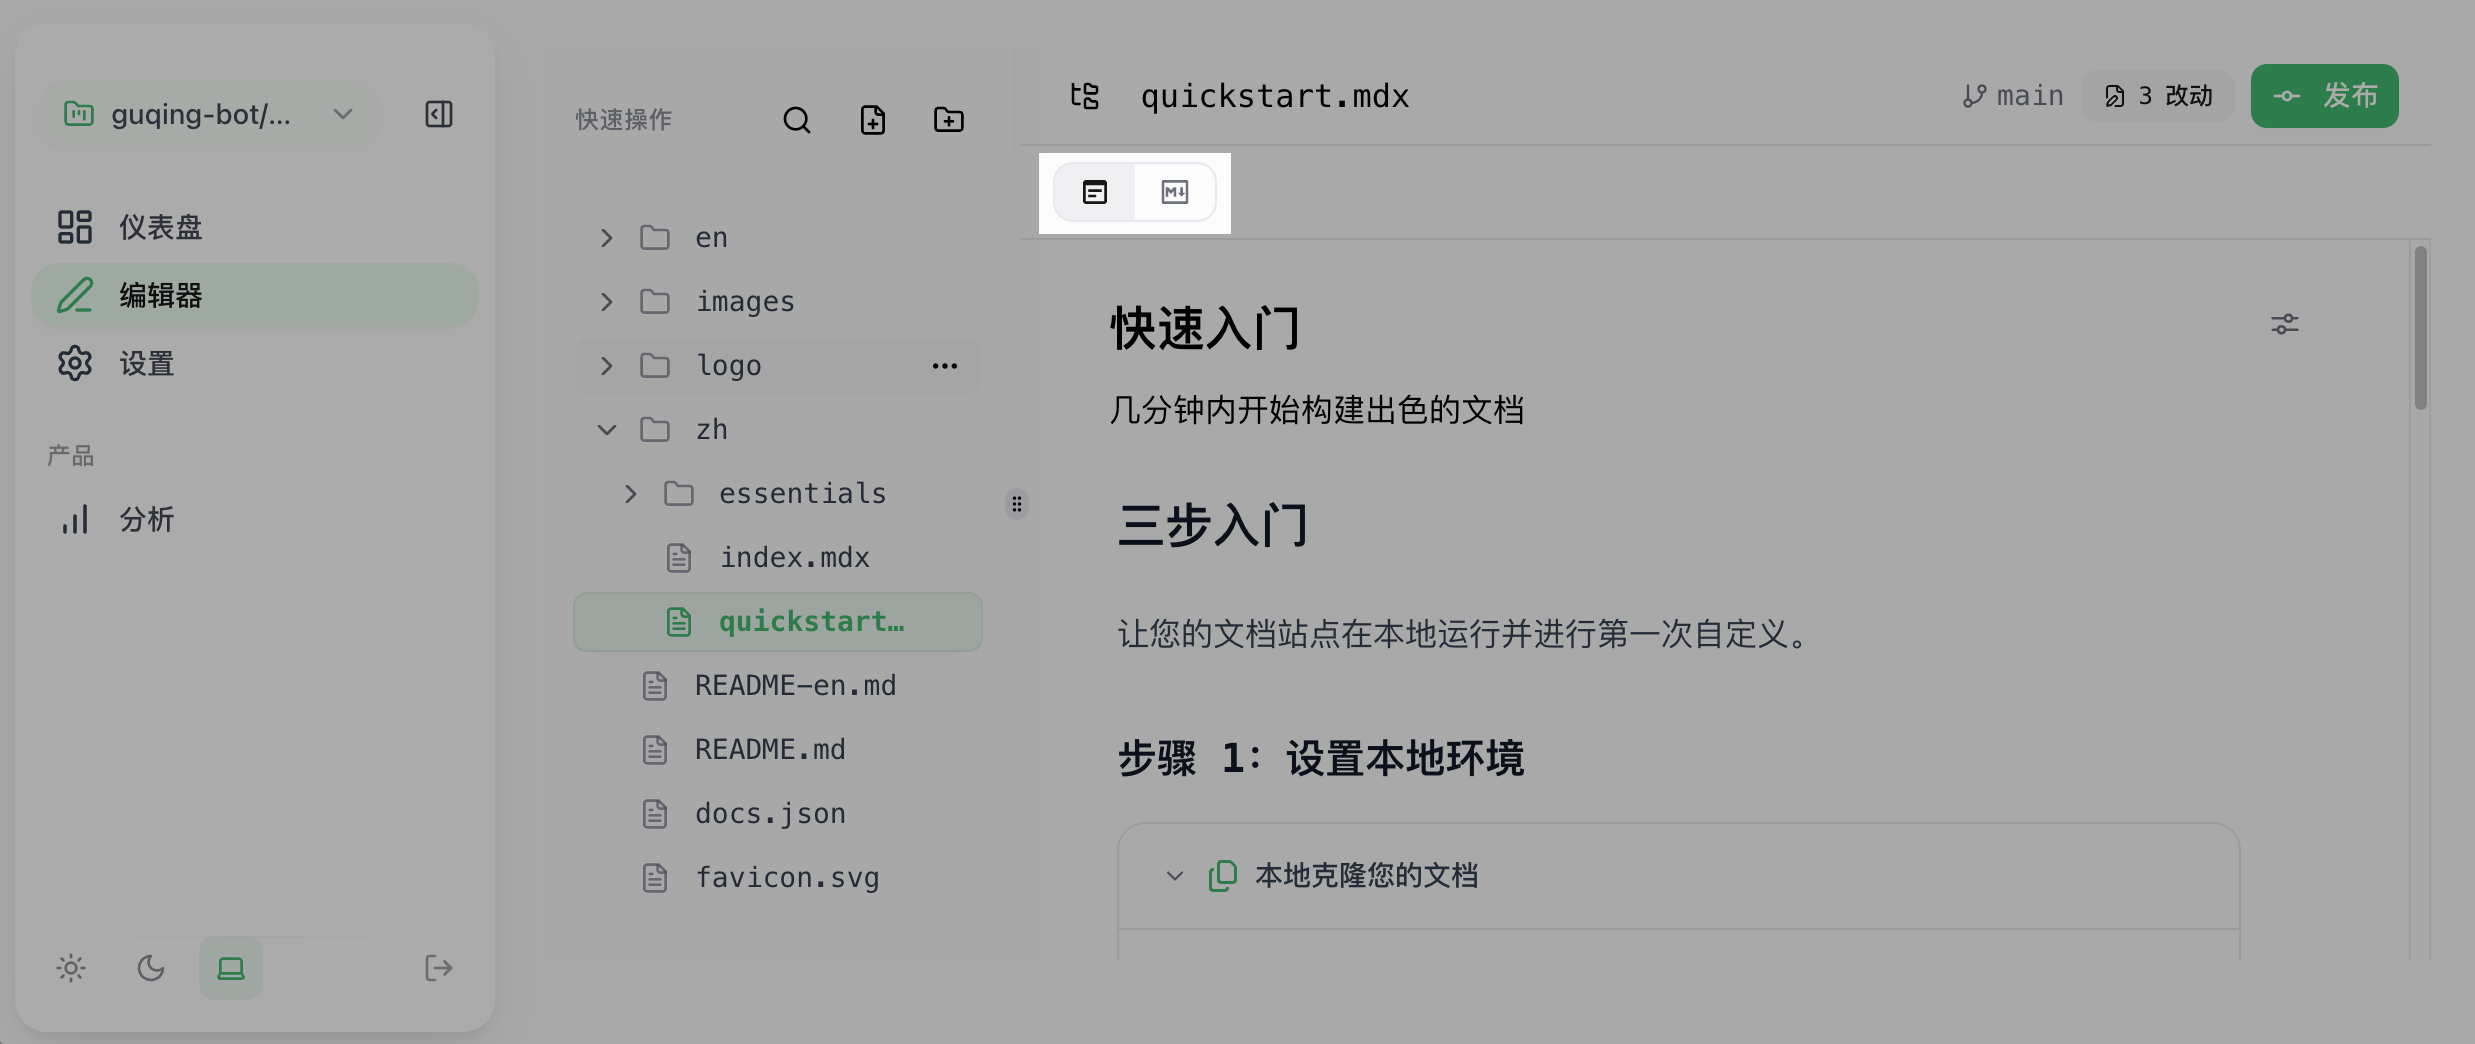 guqing-bot/...
仪表盘
编辑器
设置
产品
分析
快速操作
en
images
logo
zh
essentials
index.mdx
quickstart…
README-en.md
README.md
docs.json
favicon.svg
quickstart.mdx
main
3 改动
发布
M
快速入门
几分钟内开始构建出色的文档
三步入门
让您的文档站点在本地运行并进行第一次自定义。
步骤 1：设置本地环境
本地克隆您的文档